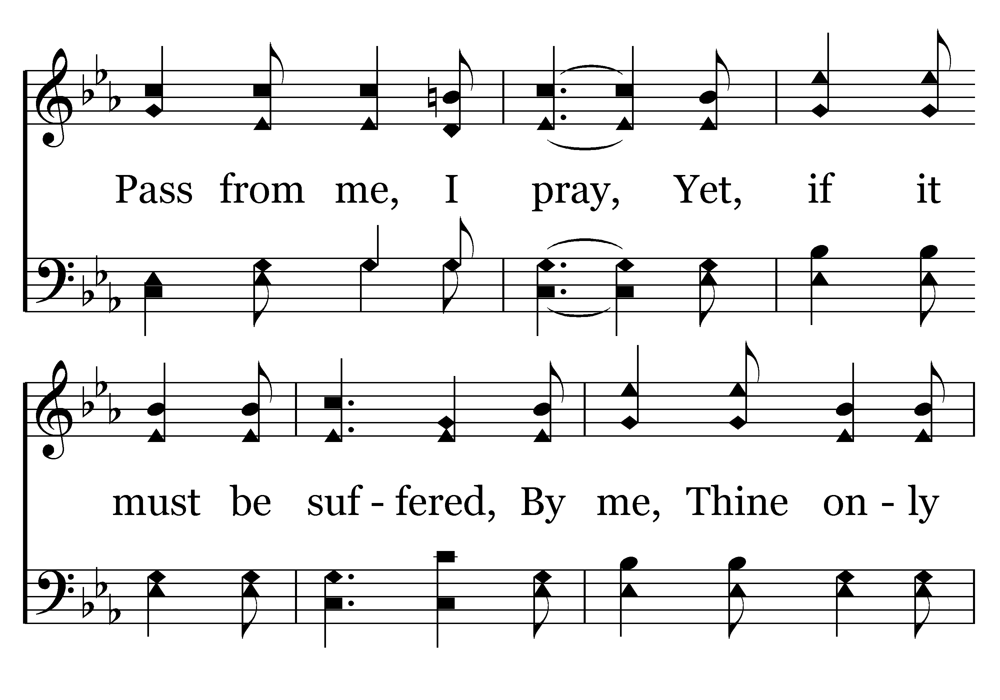 Pass from me, I pray, Yet, if it
must be suf - fered, By me, Thine on - ly